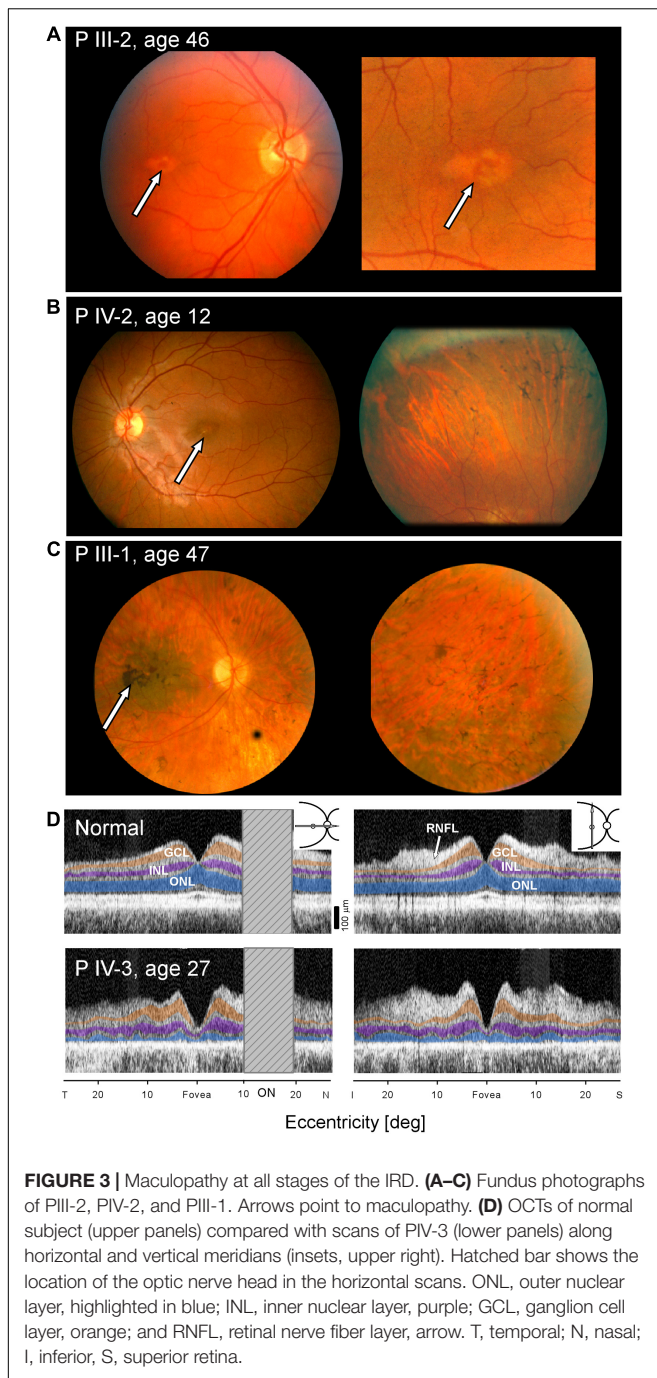 A
P III-2, age 46
B
P IV-2, age 12
C
P III-1, age 47
D
Normal
GCL
INL
ONL
RNFL
GCL
INL
ONL
100 µm
P IV-3, age 27
T 20 10 Fovea 10 ON 20 N
I 20 10 Fovea 10 20 S
Eccentricity [deg]
FIGURE 3 | Maculopathy at all stages of the IRD. (A–C) Fundus photographs
of PIII-2, PIV-2, and PIII-1. Arrows point to maculopathy. (D) OCTs of normal
subject (upper panels) compared with scans of PIV-3 (lower panels) along
horizontal and vertical meridians (insets, upper right). Hatched bar shows the
location of the optic nerve head in the horizontal scans. ONL, outer nuclear
layer, highlighted in blue; INL, inner nuclear layer, purple; GCL, ganglion cell
layer, orange; and RNFL, retinal nerve fiber layer, arrow. T, temporal; N, nasal;
I, inferior, S, superior retina.